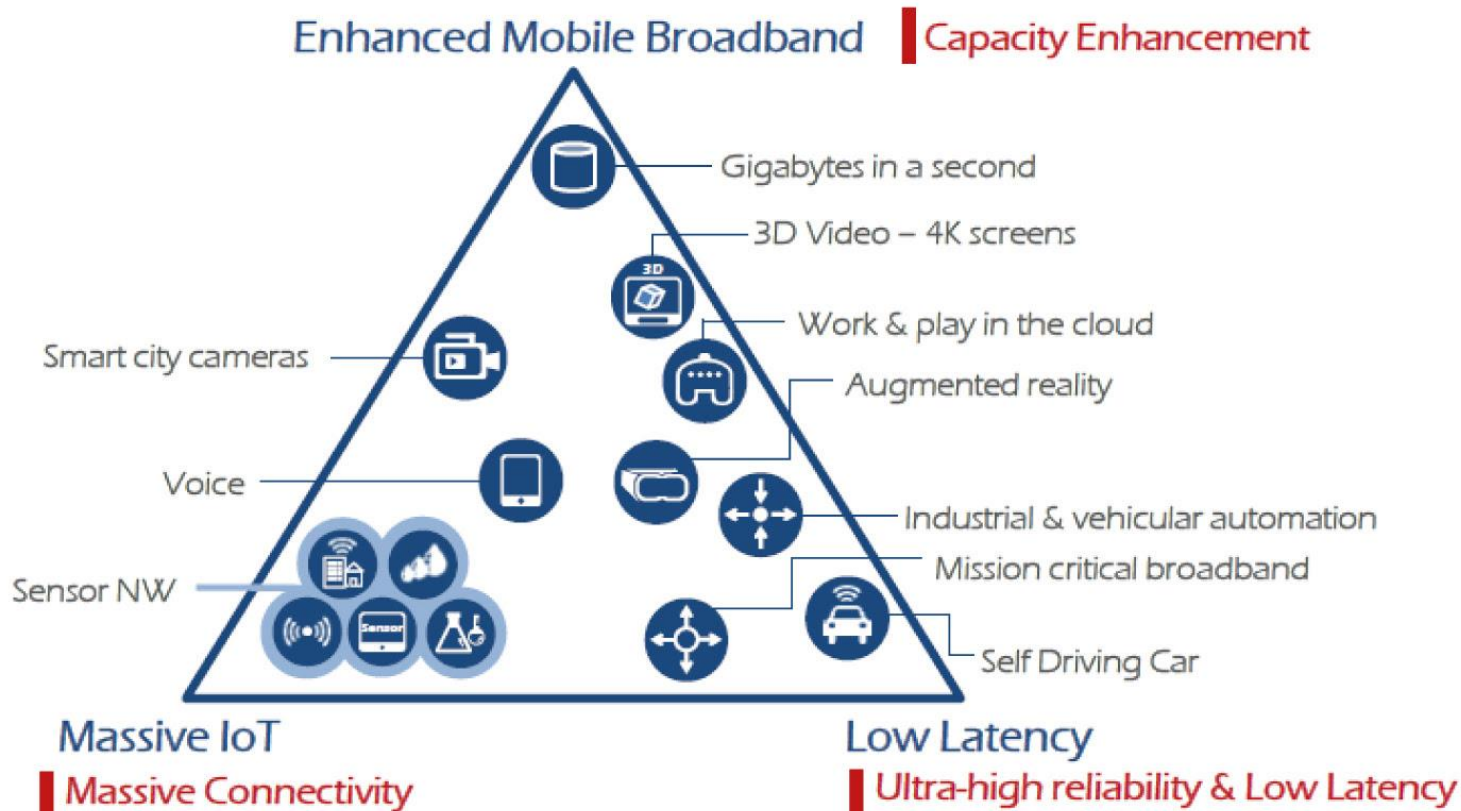 Enhanced Mobile Broadband
Capacity Enhancement
Gigabytes in a second
3D Video – 4K screens
3D
Work & play in the cloud
Smart city cameras
Augmented reality
Voice
Industrial & vehicular automation
Mission critical broadband
Sensor NW
Sensor
Self Driving Car
Massive IoT
Low Latency
Massive Connectivity
Ultra-high reliability & Low Latency